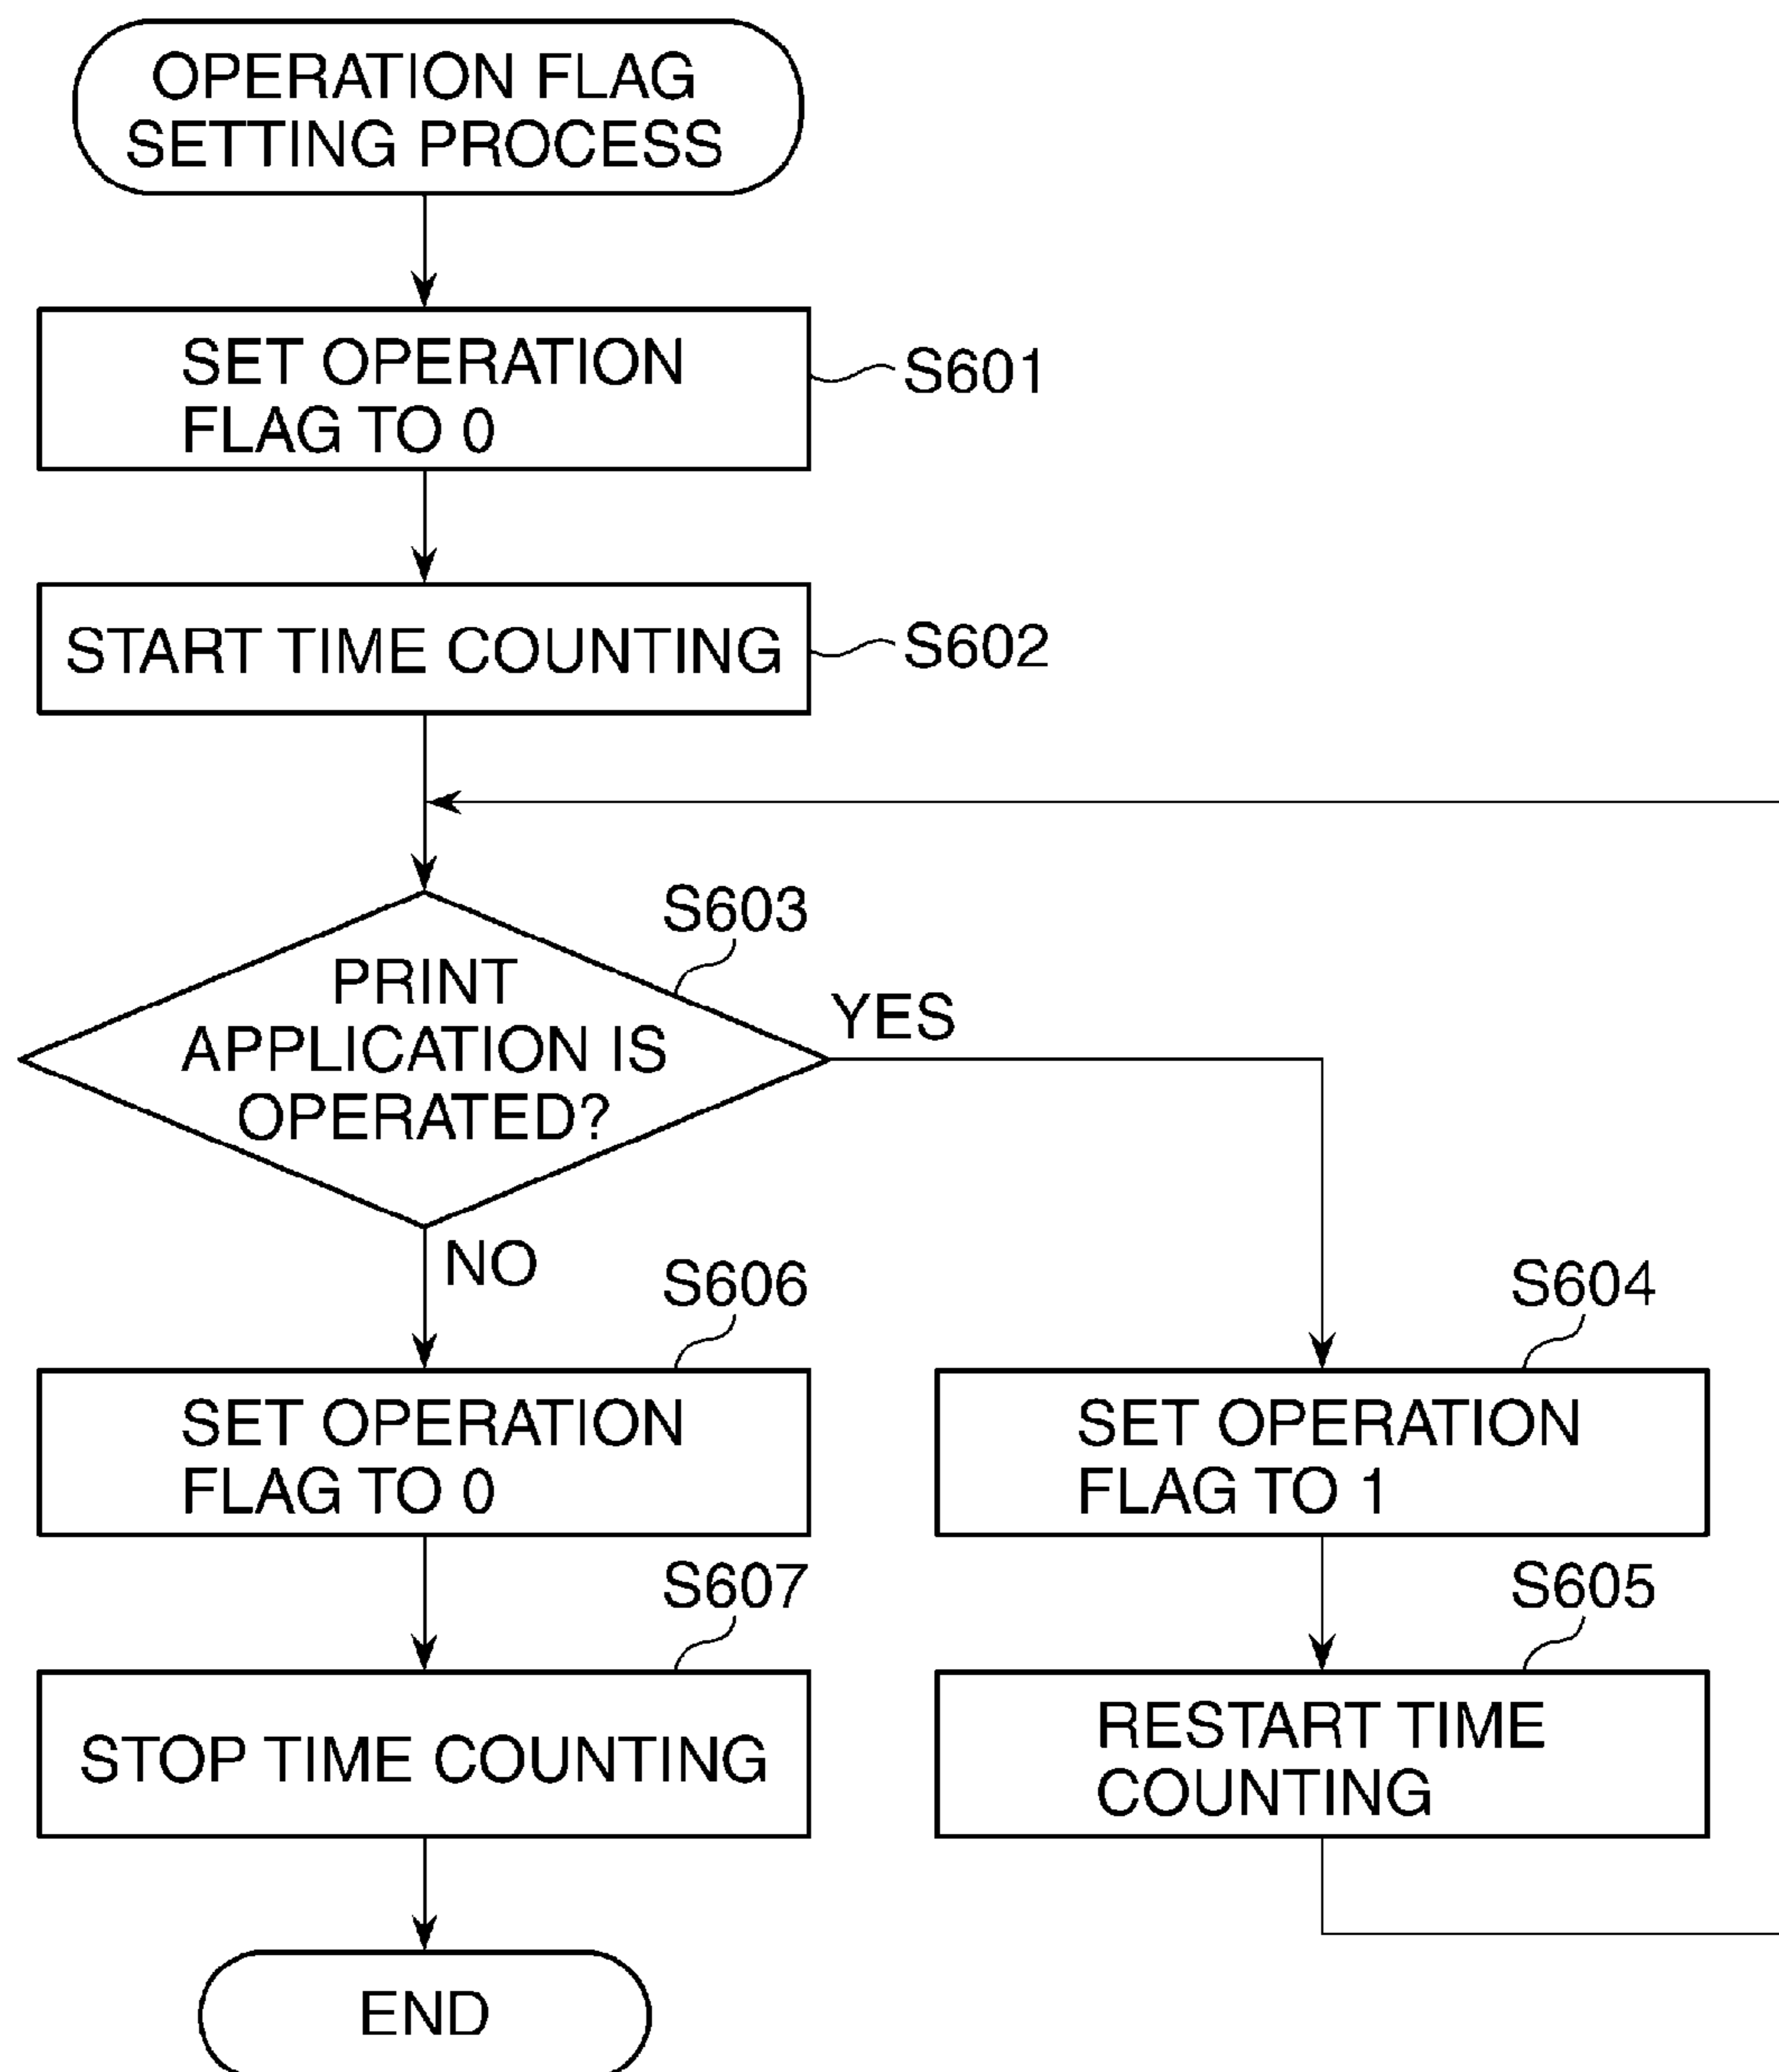 OPERATION FLAG
SETTING PROCESS
SET OPERATION
FLAG TO 0
S601
START TIME COUNTING
S602
S603
PRINT
APPLICATION IS
OPERATED?
YES
NO
S606
SET OPERATION
FLAG TO 0
S604
SET OPERATION
FLAG TO 1
S607
STOP TIME COUNTING
S605
RESTART TIME
COUNTING
END